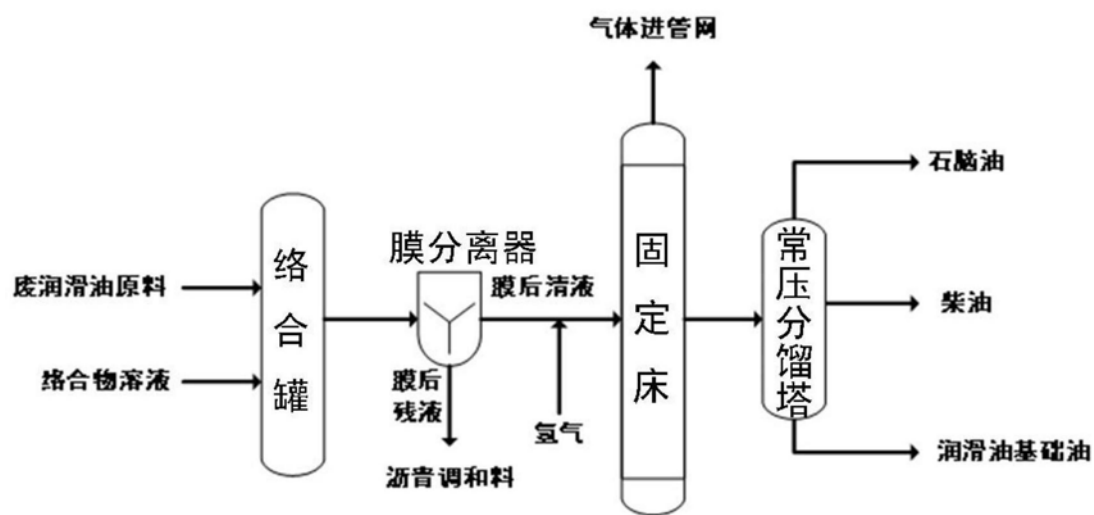 气体进管网
石脑油
络合罐
膜分离器
固定床
常压分馏塔
废润滑油原料
膜后清液
柴油
络合物溶液
膜后
残液
氢气
沥青调和料
润滑油基础油